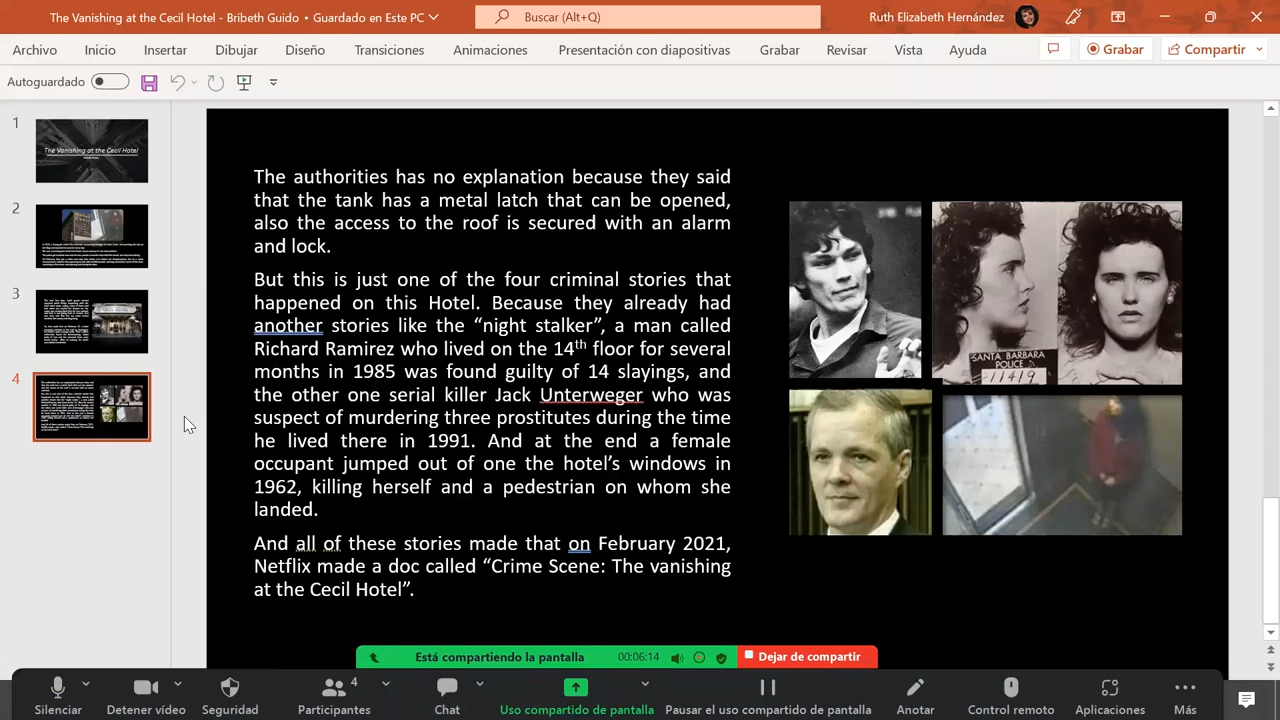 The Vanishing at the Cecil Hotel - Bribeth Guido • Guardado en Este PC
Buscar (Alt+Q)
Ruth Elizabeth Hernández
Archivo Inicio Insertar Dibujar Diseño Transiciones Animaciones Presentación con diapositivas Grabar Revisar Vista Ayuda Grabar Compartir
Autoguardado
1
The Vanishing at the Cecil Hotel
2
3
4
The authorities has no explanation because they said
that the tank has a metal latch that can be opened,
also the access to the roof is secured with an alarm
and lock.
But this is just one of the four criminal stories that
happened on this Hotel. Because they already had
another stories like the “night stalker”, a man called
Richard Ramirez who lived on the 14th floor for several
months in 1985 was found guilty of 14 slayings, and
the other one serial killer Jack Unterweger who was
suspect of murdering three prostitutes during the time
he lived there in 1991. And at the end a female
occupant jumped out of one the hotel’s windows in
1962, killing herself and a pedestrian on whom she
landed.
And all of these stories made that on February 2021,
Netflix made a doc called “Crime Scene: The vanishing
at the Cecil Hotel”.
SANTA BARBARA
POLICE
11419
Está compartiendo la pantalla 00:06:14 Dejar de compartir
Silenciar Detener vídeo Seguridad Participantes 4 Chat Uso compartido de pantalla Pausar el uso compartido de pantalla Anotar Control remoto Aplicaciones Más